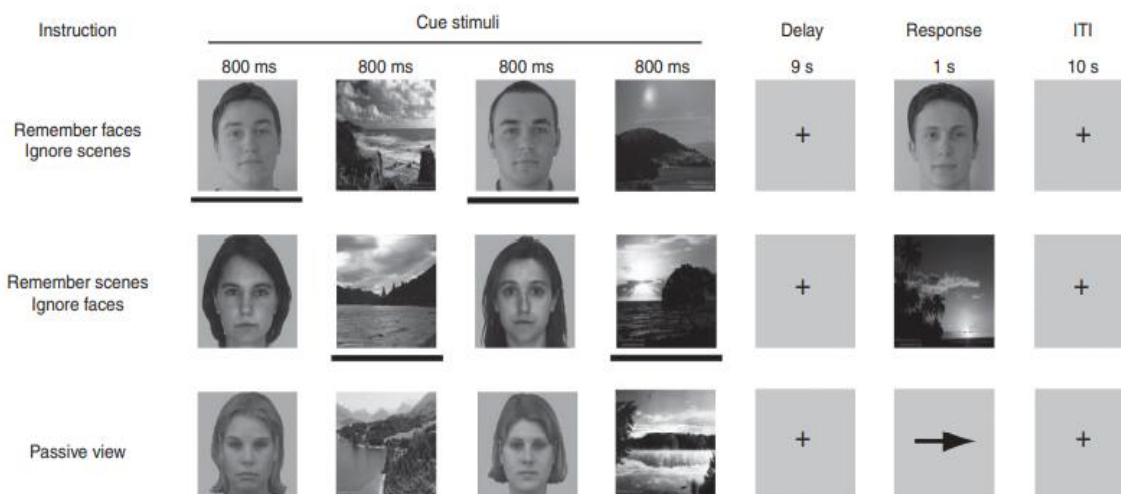 Instruction
Cue stimuli
Delay
Response
ITI
800 ms
800 ms
800 ms
800 ms
9 s
1 s
10 s
Remember faces
Ignore scenes
+
+
Remember scenes
Ignore faces
+
+
Passive view
+
+